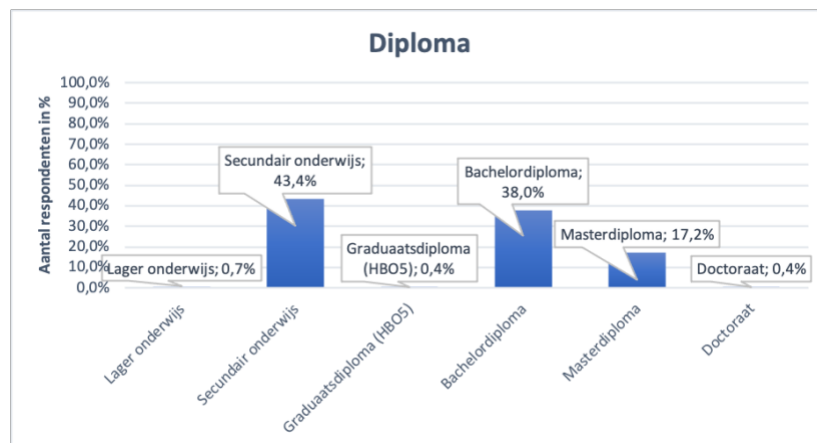 Diploma
Aantal respondenten in %
100,0%
90,0%
80,0%
70,0%
60,0%
50,0%
40,0%
30,0%
20,0%
10,0%
0,0%
Lager onderwijs; 0,7%
Secundair onderwijs;
43,4%
Graduaatsdiploma
(HBO5); 0,4%
Bachelordiploma;
38,0%
Masterdiploma; 17,2%
Doctoraat; 0,4%
Lager onderwijs
Secundair onderwijs
Graduaatsdiploma (HBO5)
Bachelordiploma
Masterdiploma
Doctoraat